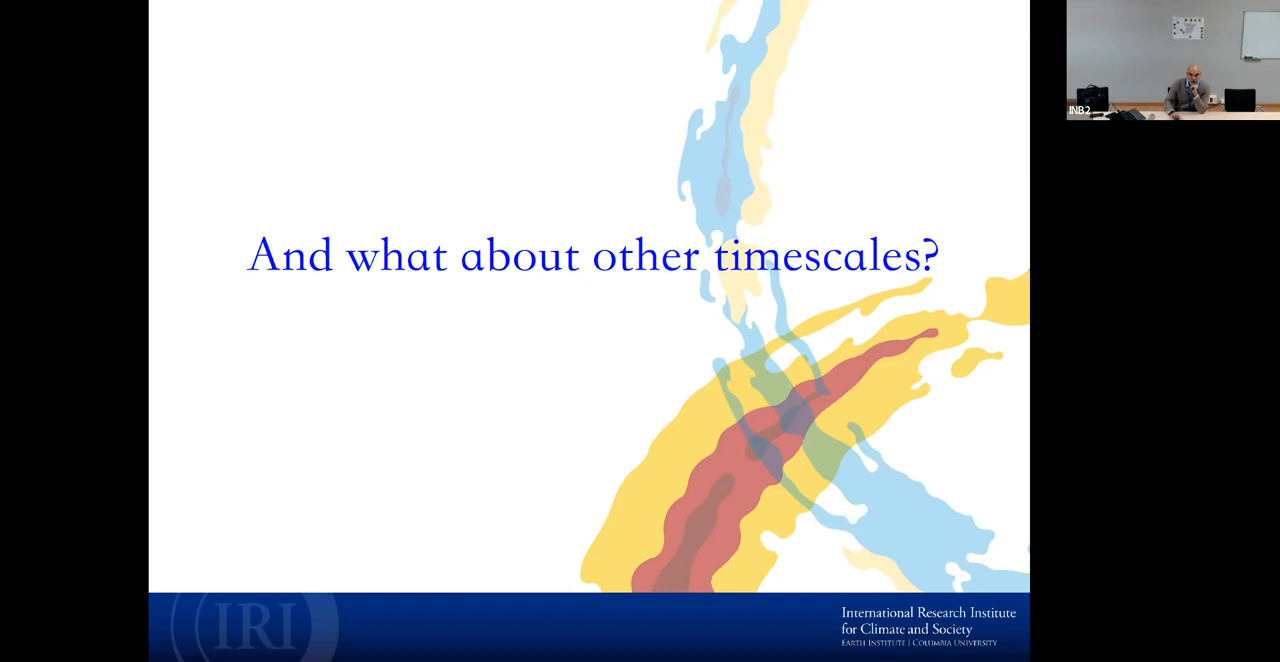 And what about other timescales?
INB2
IRI
International Research Institute
for Climate and Society
EARTH INSTITUTE | COLUMBIA UNIVERSITY